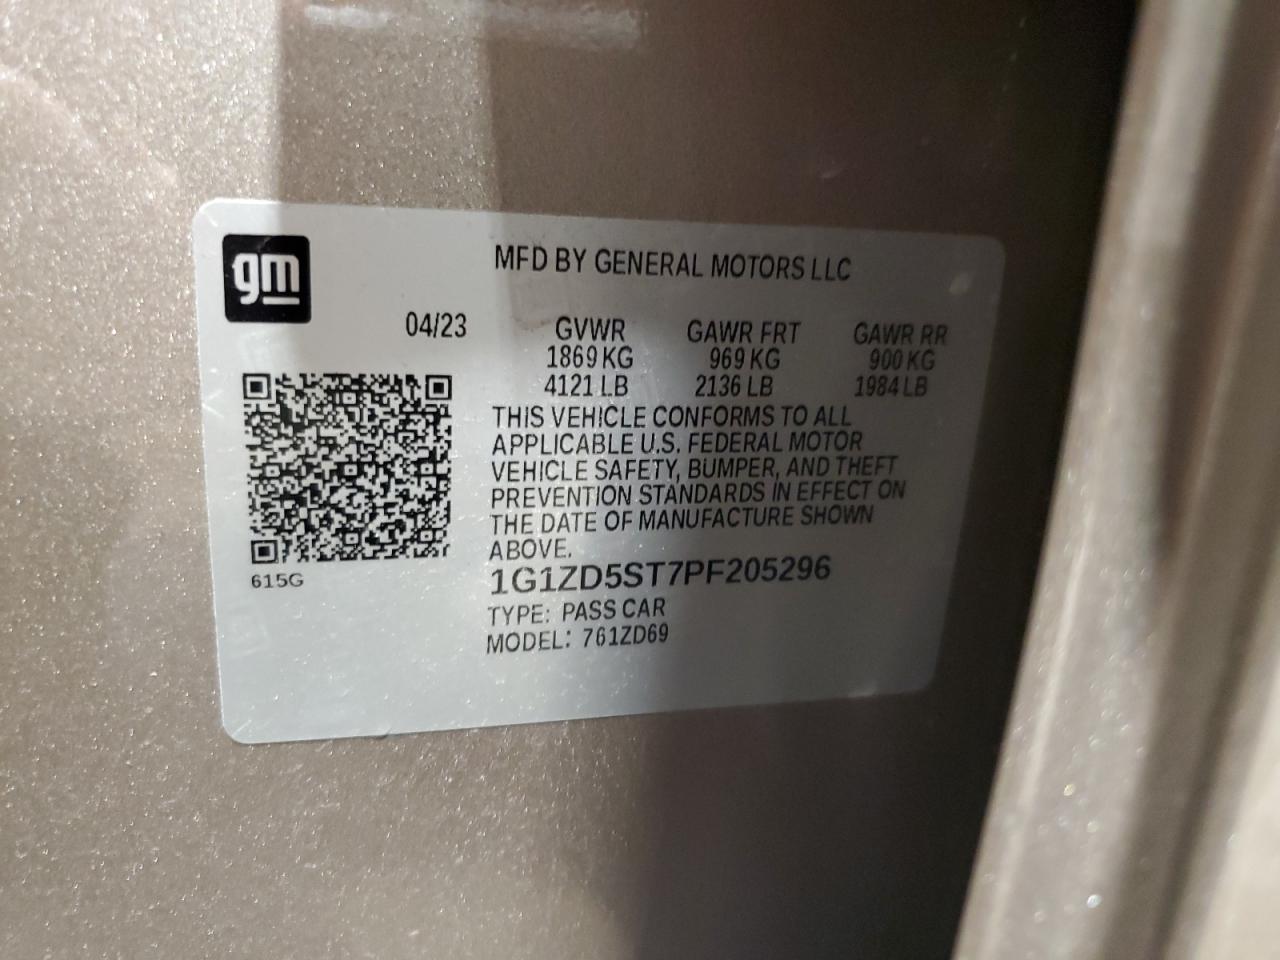 gm
MFD BY GENERAL MOTORS LLC
04/23
GVWR GAWR FRT GAWR RR
1869 KG 969 KG 900 KG
4121 LB 2136 LB 1984 LB
THIS VEHICLE CONFORMS TO ALL
APPLICABLE U.S. FEDERAL MOTOR
VEHICLE SAFETY, BUMPER, AND THEFT
PREVENTION STANDARDS IN EFFECT ON
THE DATE OF MANUFACTURE SHOWN
ABOVE.
615G
1G1ZD5ST7PF205296
TYPE: PASS CAR
MODEL: 761ZD69